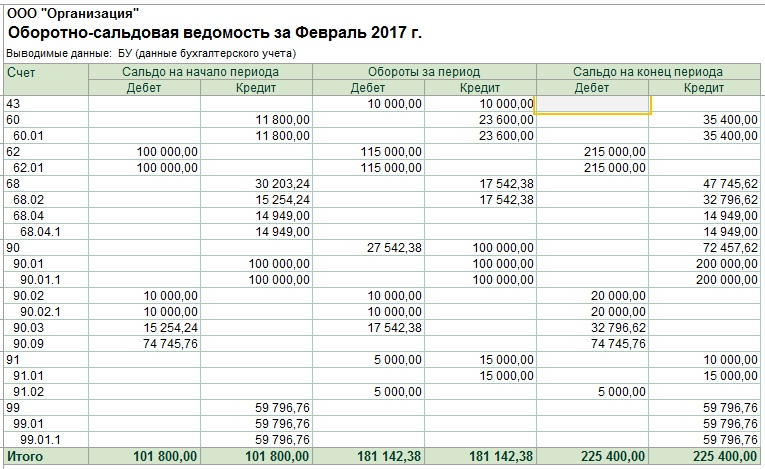 ООО "Организация"
Оборотно-сальдовая ведомость за Февраль 2017 г.
Выводимые данные: БУ (данные бухгалтерского учета)
Счет Сальдо на начало периода Обороты за период Сальдо на конец периода
Дебет Кредит Дебет Кредит Дебет Кредит
43 10 000,00 10 000,00
60 11 800,00 23 600,00 35 400,00
60.01 11 800,00 23 600,00 35 400,00
62 100 000,00 115 000,00 215 000,00
62.01 100 000,00 115 000,00 215 000,00
68 30 203,24 17 542,38 47 745,62
68.02 15 254,24 17 542,38 32 796,62
68.04 14 949,00 14 949,00
68.04.1 14 949,00 14 949,00
90 27 542,38 100 000,00 72 457,62
90.01 100 000,00 100 000,00 200 000,00
90.01.1 100 000,00 100 000,00 200 000,00
90.02 10 000,00 10 000,00 20 000,00
90.02.1 10 000,00 10 000,00 20 000,00
90.03 15 254,24 17 542,38 32 796,62
90.09 74 745,76 74 745,76
91 5 000,00 15 000,00 10 000,00
91.01 15 000,00 15 000,00
91.02 5 000,00 5 000,00
99 59 796,76 59 796,76
99.01 59 796,76 59 796,76
99.01.1 59 796,76 59 796,76
Итого 101 800,00 101 800,00 181 142,38 181 142,38 225 400,00 225 400,00